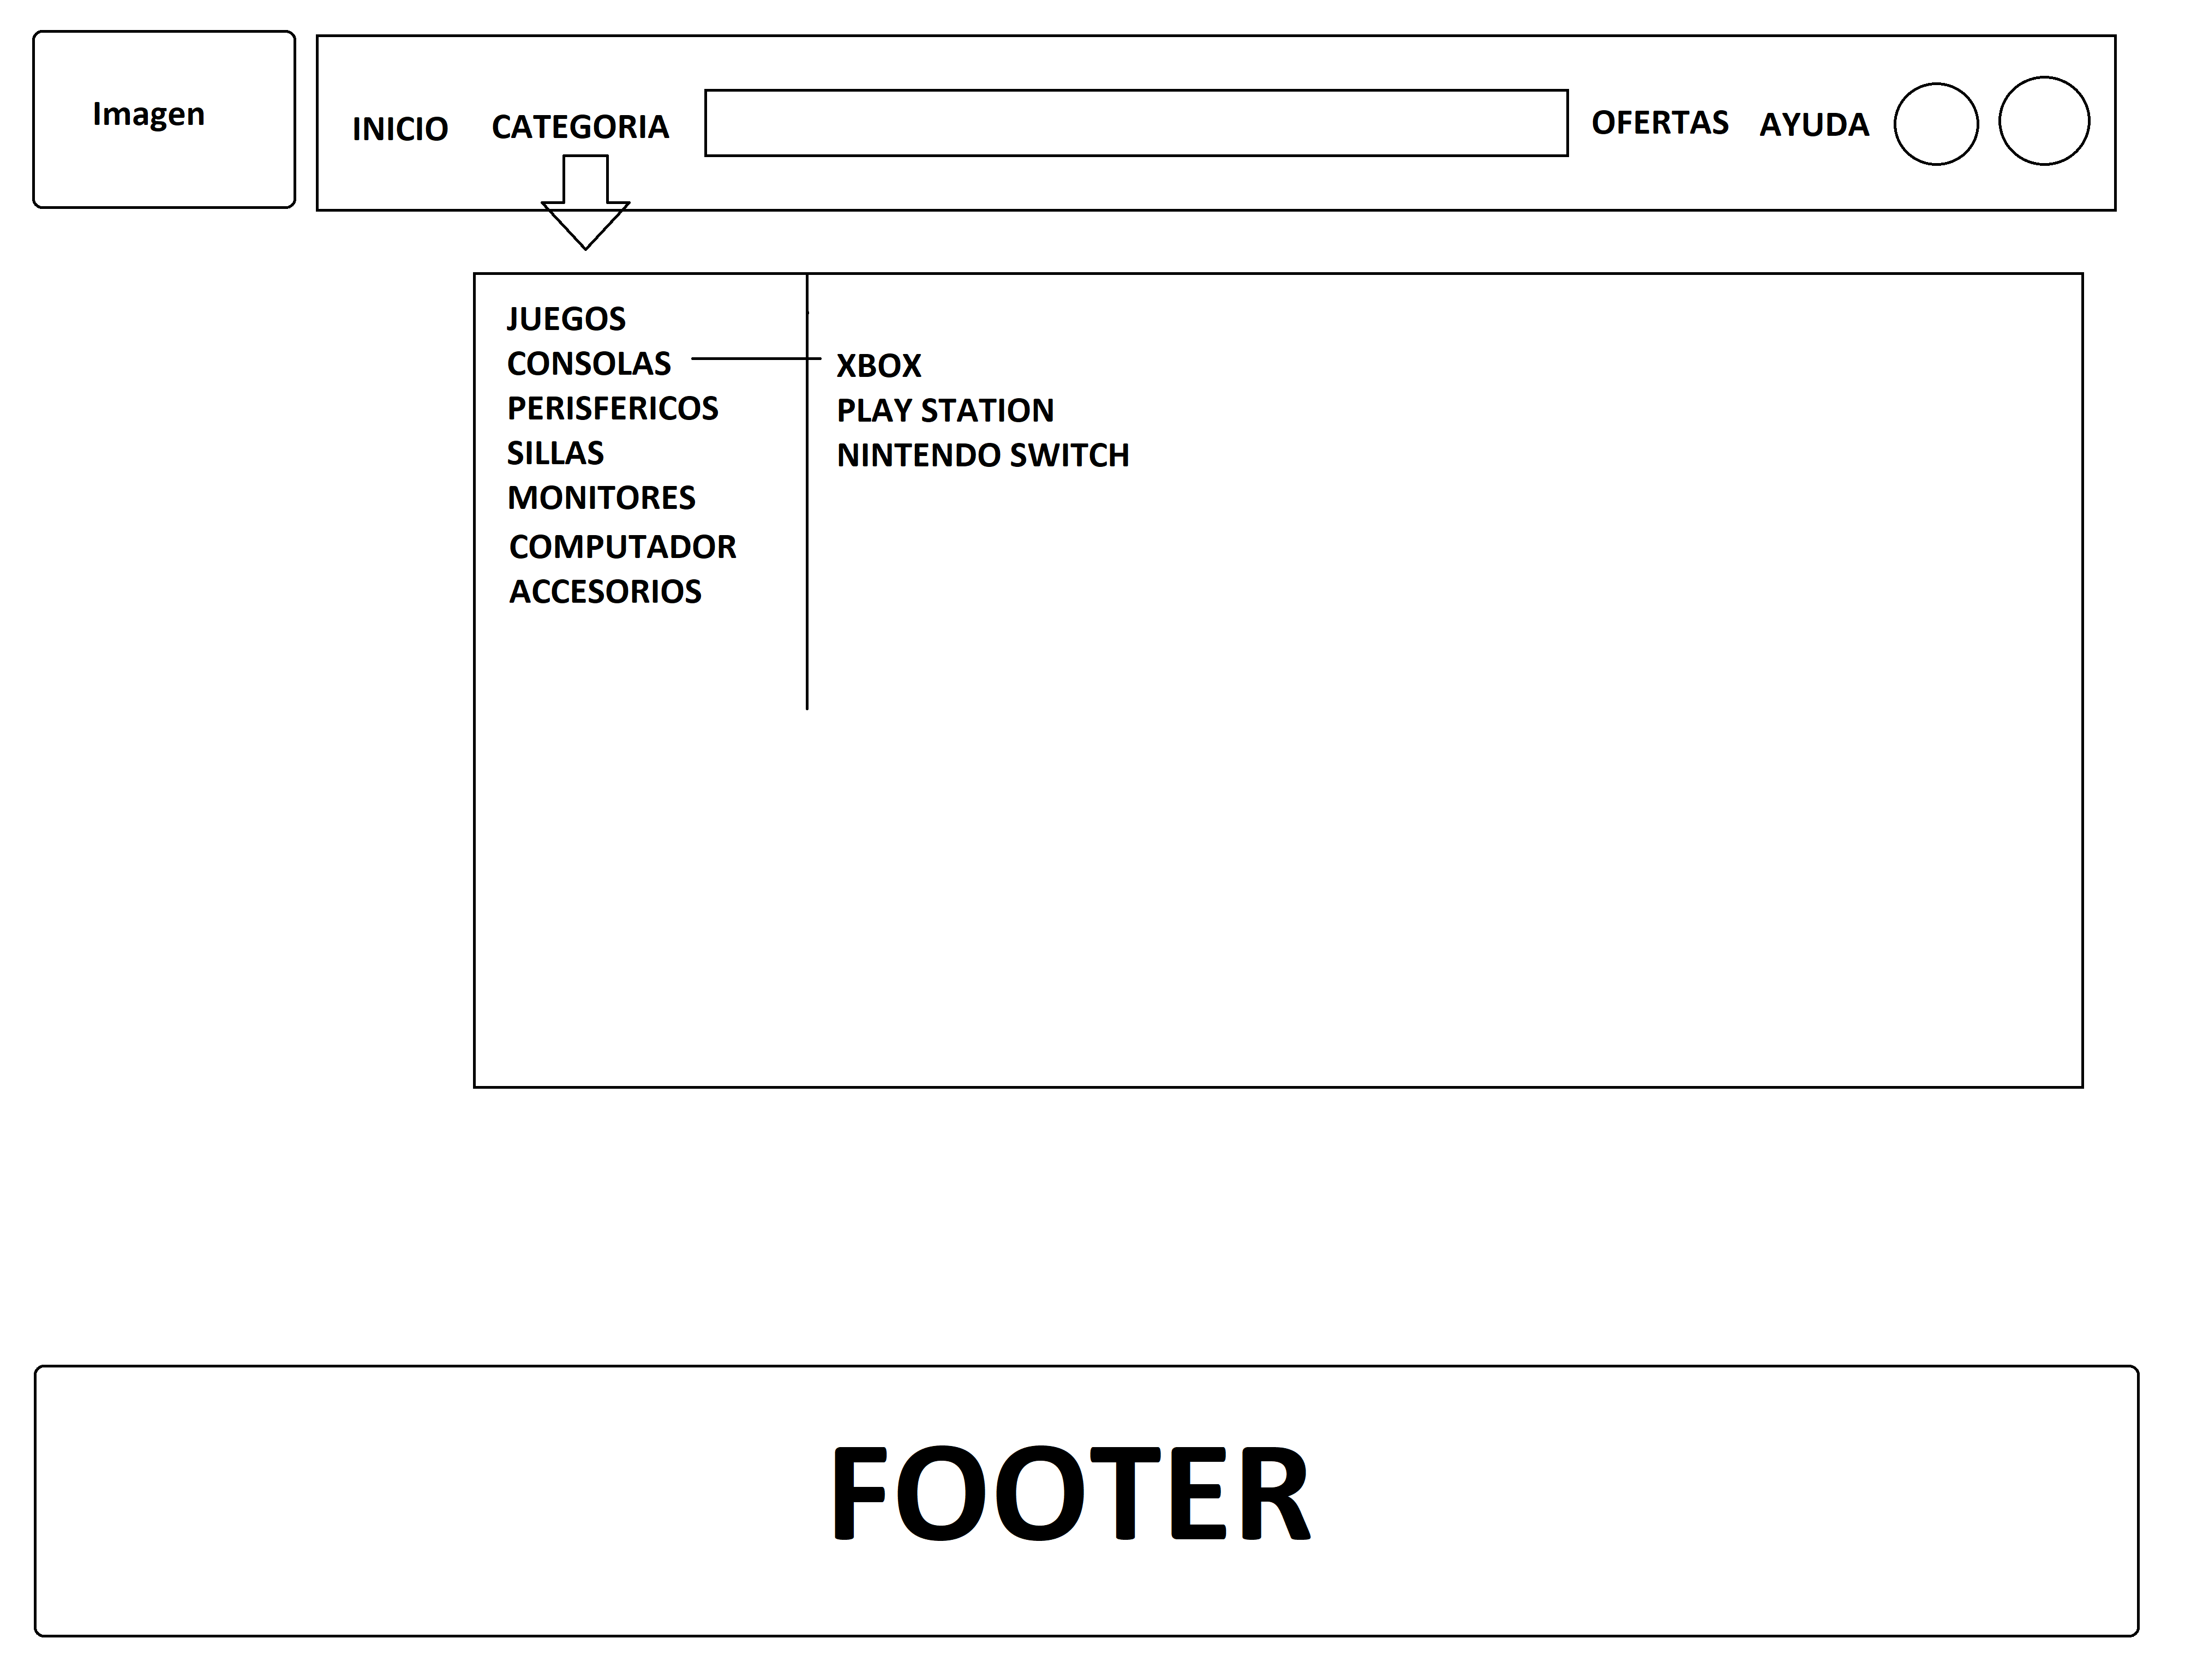 Imagen
INICIO
CATEGORIA
OFERTAS
AYUDA
JUEGOS
CONSOLAS
PERISFERICOS
SILLAS
MONITORES
COMPUTADOR
ACCESORIOS
XBOX
PLAY STATION
NINTENDO SWITCH
FOOTER